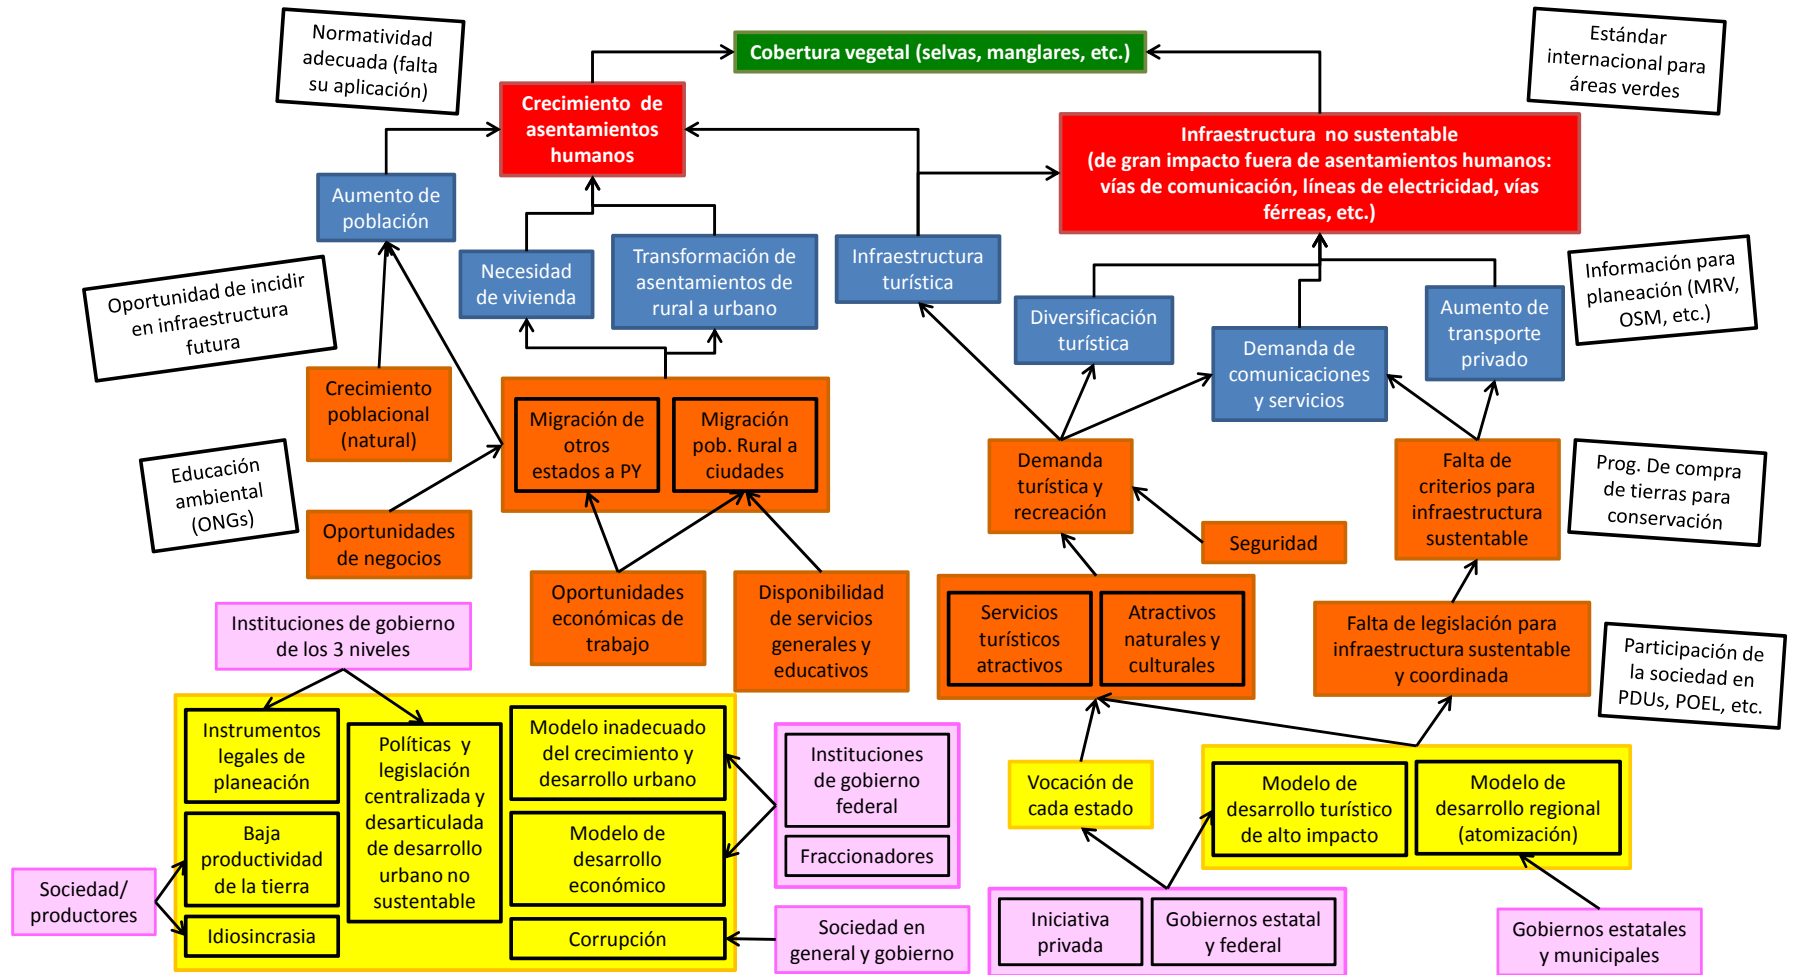 Normatividad
adecuada (falta
su aplicación)
Cobertura vegetal (selvas, manglares, etc.)
Estándar
internacional para
áreas verdes
Crecimiento de
asentamientos
humanos
Infraestructura no sustentable
(de gran impacto fuera de asentamientos humanos:
vías de comunicación, líneas de electricidad, vías
férreas, etc.)
Aumento de
población
Necesidad
de vivienda
Transformación de
asentamientos de
rural a urbano
Infraestructura
turística
Diversificación
turística
Demanda de
comunicaciones
y servicios
Aumento de
transporte
privado
Información para
planeación (MRV,
OSM, etc.)
Oportunidad de incidir
en infraestructura
futura
Crecimiento
poblacional
(natural)
Migración de
otros
estados a PY
Migración
pob. Rural a
ciudades
Demanda
turística y
recreación
Falta de
criterios para
infraestructura
sustentable
Prog. De compra
de tierras para
conservación
Educación
ambiental
(ONGs)
Oportunidades
de negocios
Seguridad
Oportunidades
económicas de
trabajo
Disponibilidad
de servicios
generales y
educativos
Servicios
turísticos
atractivos
Atractivos
naturales y
culturales
Falta de legislación para
infraestructura sustentable
y coordinada
Participación de
la sociedad en
PDUs, POEL, etc.
Instituciones de gobierno
de los 3 niveles
Instrumentos
legales de
planeación
Políticas y
legislación
centralizada y
desarticulada
de desarrollo
urbano no
sustentable
Modelo inadecuado
del crecimiento y
desarrollo urbano
Instituciones
de gobierno
federal
Fraccionadores
Vocación de
cada estado
Modelo de
desarrollo turístico
de alto impacto
Modelo de
desarrollo regional
(atomización)
Baja
productividad
de la tierra
Modelo de
desarrollo
económico
Sociedad/
productores
Idiosincrasia
Corrupción
Sociedad en
general y gobierno
Iniciativa
privada
Gobiernos estatal
y federal
Gobiernos estatales
y municipales